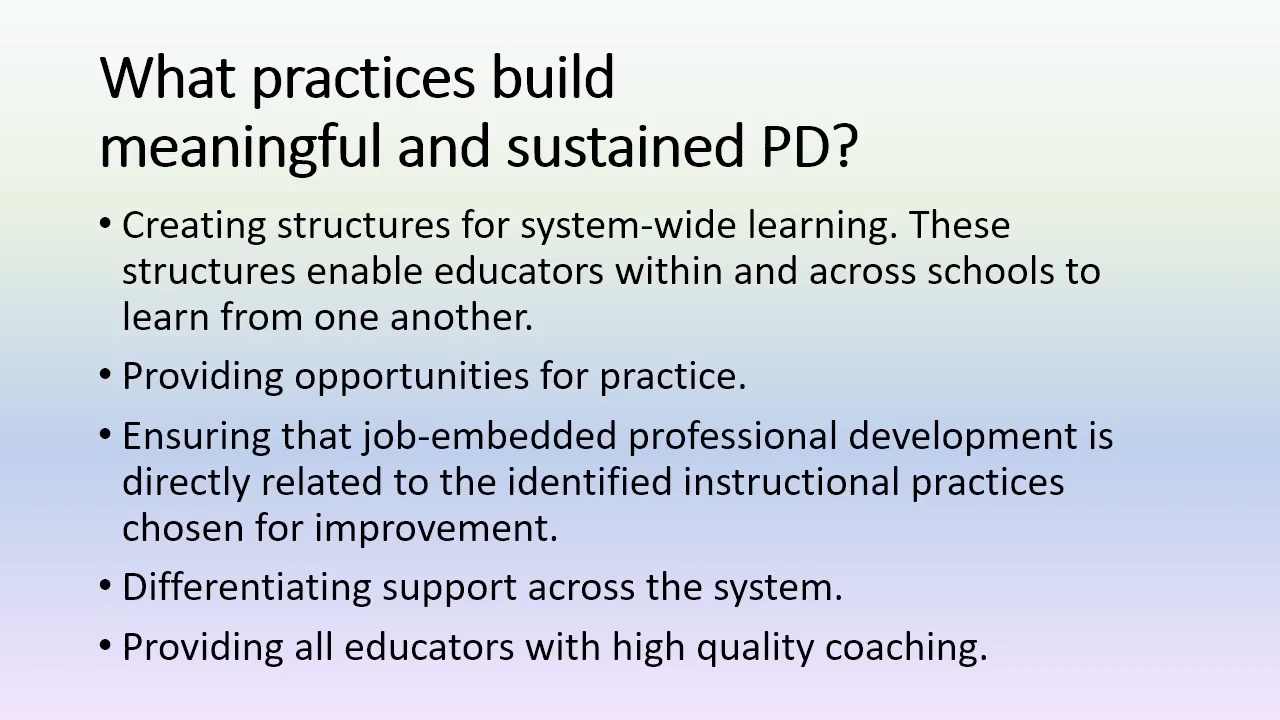 What practices build
meaningful and sustained PD?
• Creating structures for system-wide learning. These
structures enable educators within and across schools to
learn from one another.
• Providing opportunities for practice.
• Ensuring that job-embedded professional development is
directly related to the identified instructional practices
chosen for improvement.
• Differentiating support across the system.
• Providing all educators with high quality coaching.